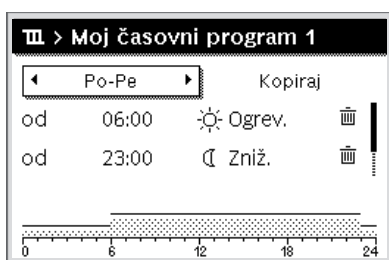 > Moj časovni program 1
Po-Pe Kopiraj
od 06:00 Ogrev.
od 23:00 Zniž.
0 6 12 18 24